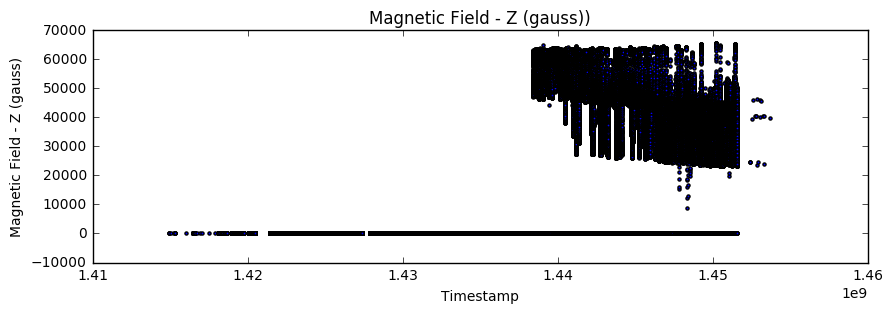 Magnetic Field - Z (gauss))
Magnetic Field - Z (gauss)
70000
60000
50000
40000
30000
20000
10000
0
−10000
1.41 1.42 1.43 1.44 1.45 1.46
1e9
Timestamp